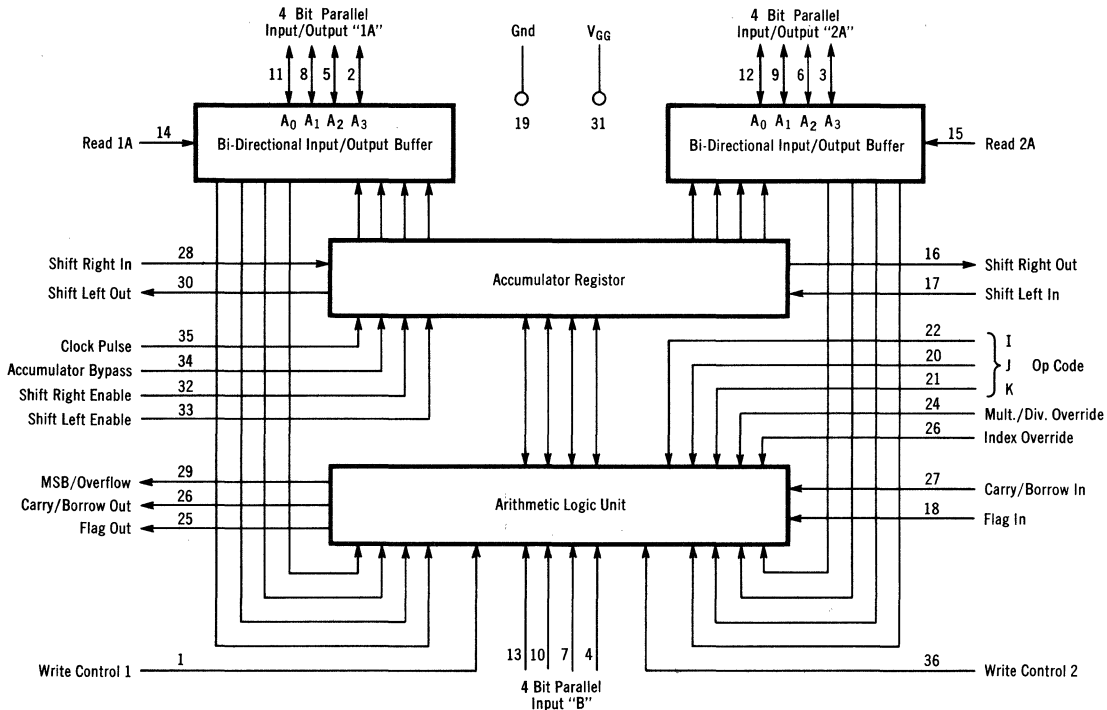 4 Bit Parallel
Input/Output "1A"
11 8 5 2
Gnd
19
VGG
31
4 Bit Parallel
Input/Output "2A"
12 9 6 3
Read 1A
14
A0 A1 A2 A3
Bi-Directional Input/Output Buffer
A0 A1 A2 A3
Bi-Directional Input/Output Buffer
15
Read 2A
Shift Right In
28
Shift Left Out
30
Accumulator Registor
16
Shift Right Out
17
Shift Left In
Clock Pulse
35
Accumulator Bypass
34
Shift Right Enable
32
Shift Left Enable
33
22
I
20
J
21
K
Op Code
24
Mult./Div. Override
26
Index Override
MSB/Overflow
29
Carry/Borrow Out
26
Flag Out
25
Arithmetic Logic Unit
27
Carry/Borrow In
18
Flag In
Write Control 1
1
13 10 7 4
4 Bit Parallel
Input "B"
36
Write Control 2